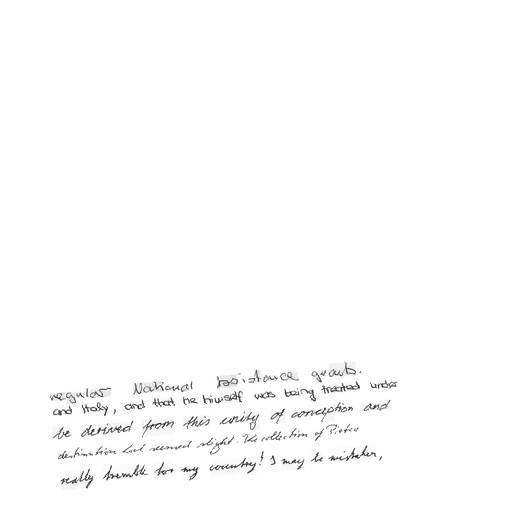 regular National Assistance grants.
and Italy, and that he himself was being treated under
be derived from this unity of conception and
destination had seemed slight. The collection of Pietro
really tremble for my country! I may be mistaken,